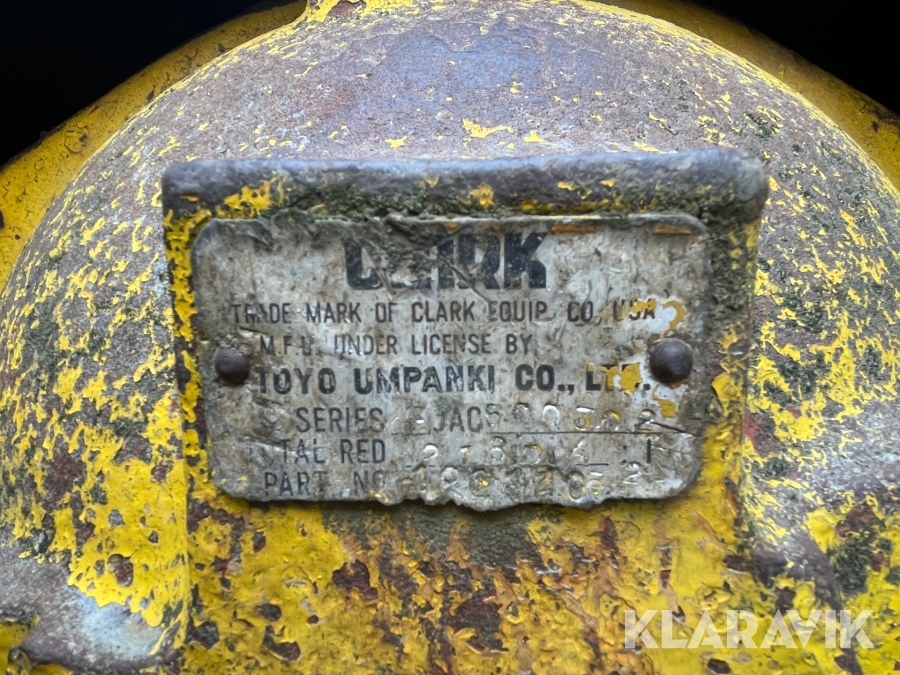 CLARK
TRADE MARK OF CLARK EQUIP. CO., USA
M.F.D. UNDER LICENSE BY
TOYO UMPANKI CO., LTD.
SERIES
TAL RED
PART NO
KLARAVIK